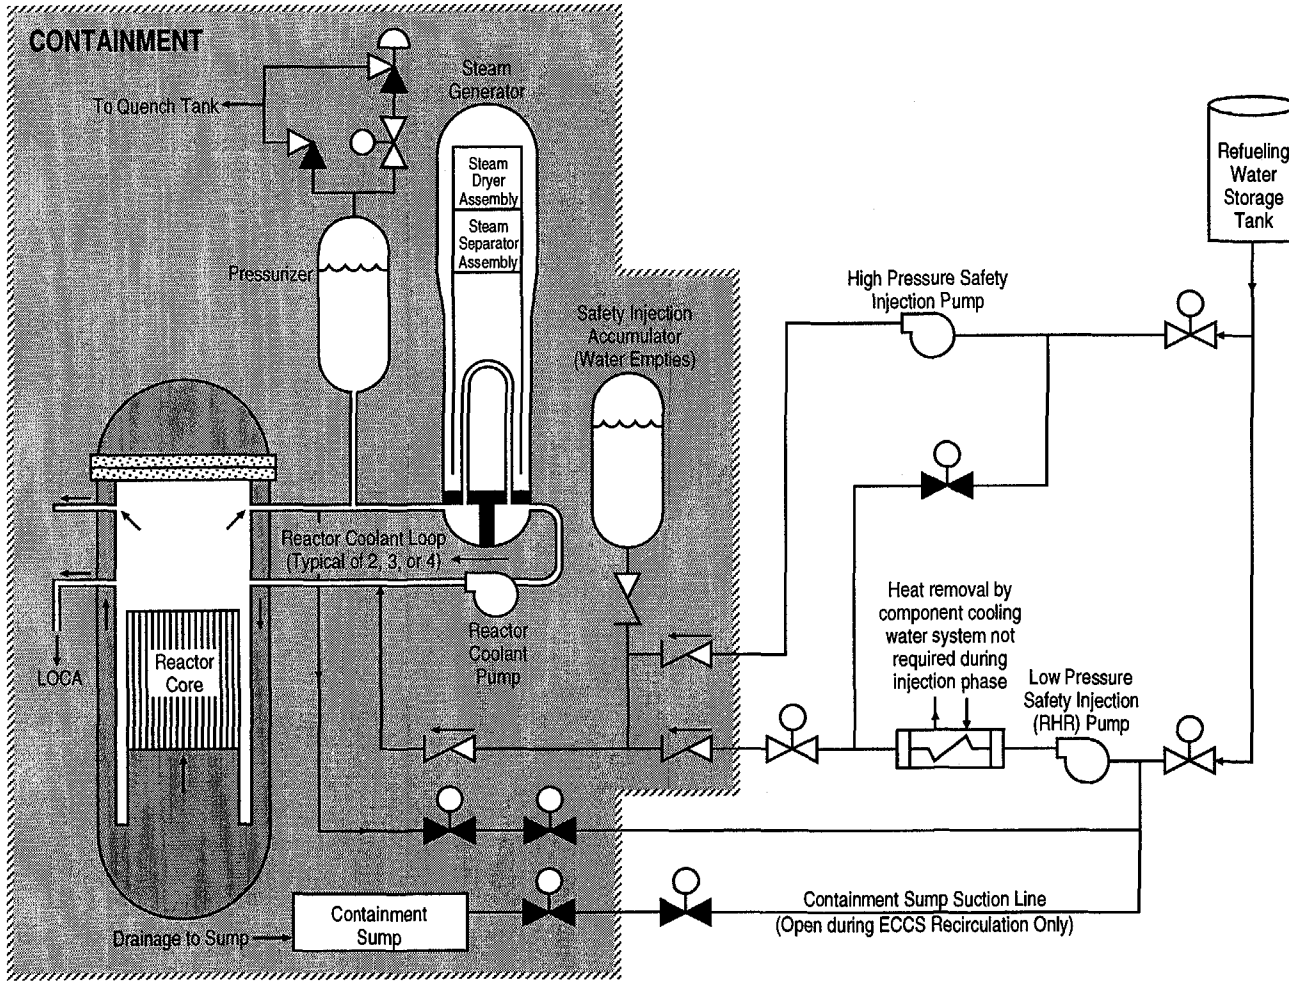 CONTAINMENT
To Quench Tank
Steam
Generator
Steam
Dryer
Assembly
Steam
Separator
Assembly
Pressurizer
Safety Injection
Accumulator
(Water Empties)
High Pressure Safety
Injection Pump
Refueling
Water
Storage
Tank
Reactor Coolant Loop
(Typical of 2, 3, or 4)
Reactor
Coolant
Pump
LOCA
Reactor
Core
Heat removal by
component cooling
water system not
required during
injection phase
Low Pressure
Safety Injection
(RHR) Pump
Containment
Sump
Drainage to Sump
Containment Sump Suction Line
(Open during ECCS Recirculation Only)